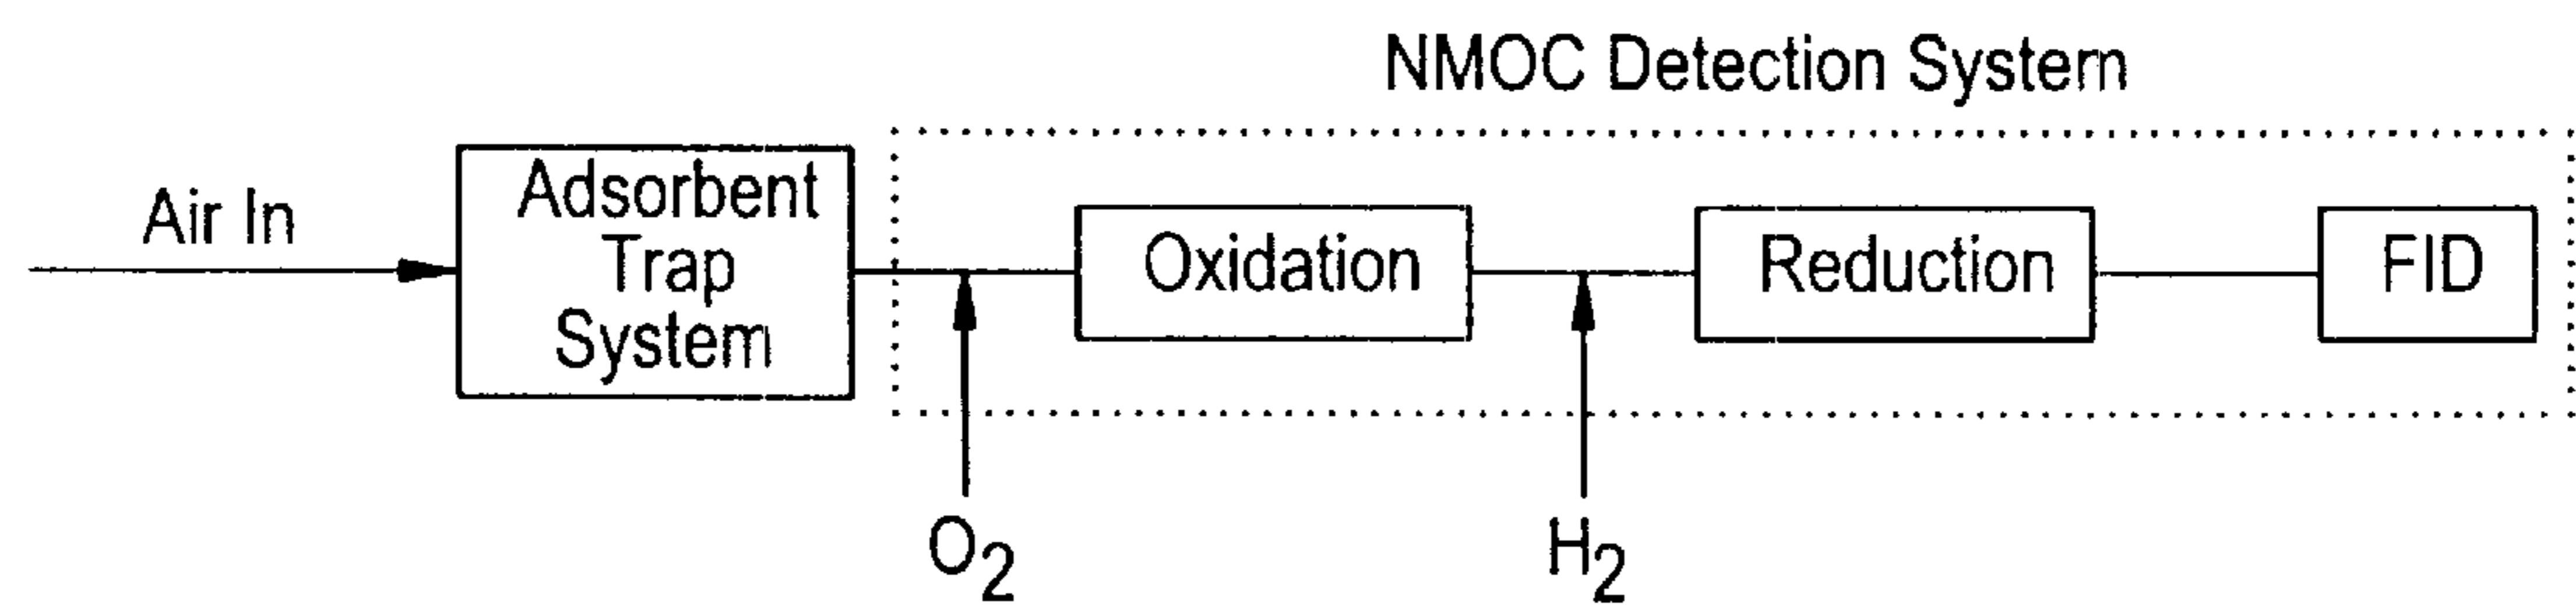 NMOC Detection System
Air In
Adsorbent
Trap
System
Oxidation
Reduction
FID
O2
H2